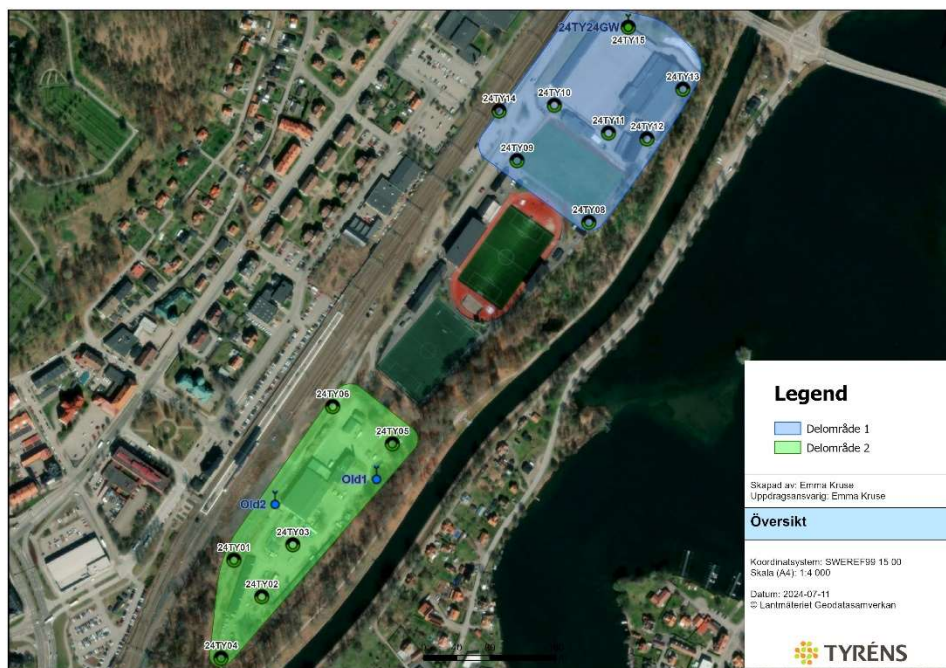 24TY24GW
24TY15
24TY13
24TY10
24TY14
24TY11
24TY12
24TY09
24TY08
24TY06
24TY05
Old1
Old2
24TY03
24TY01
24TY02
24TY04
Legend
Delområde 1
Delområde 2
Skapad av: Emma Kruse
Uppdragsansvarig: Emma Kruse
Översikt
Koordinatsystem: SWEREF99 15 00
Skala (A4): 1:4 000
Datum: 2024-07-11
© Lantmäteriet Geodatasamverkan
TYRÉNS